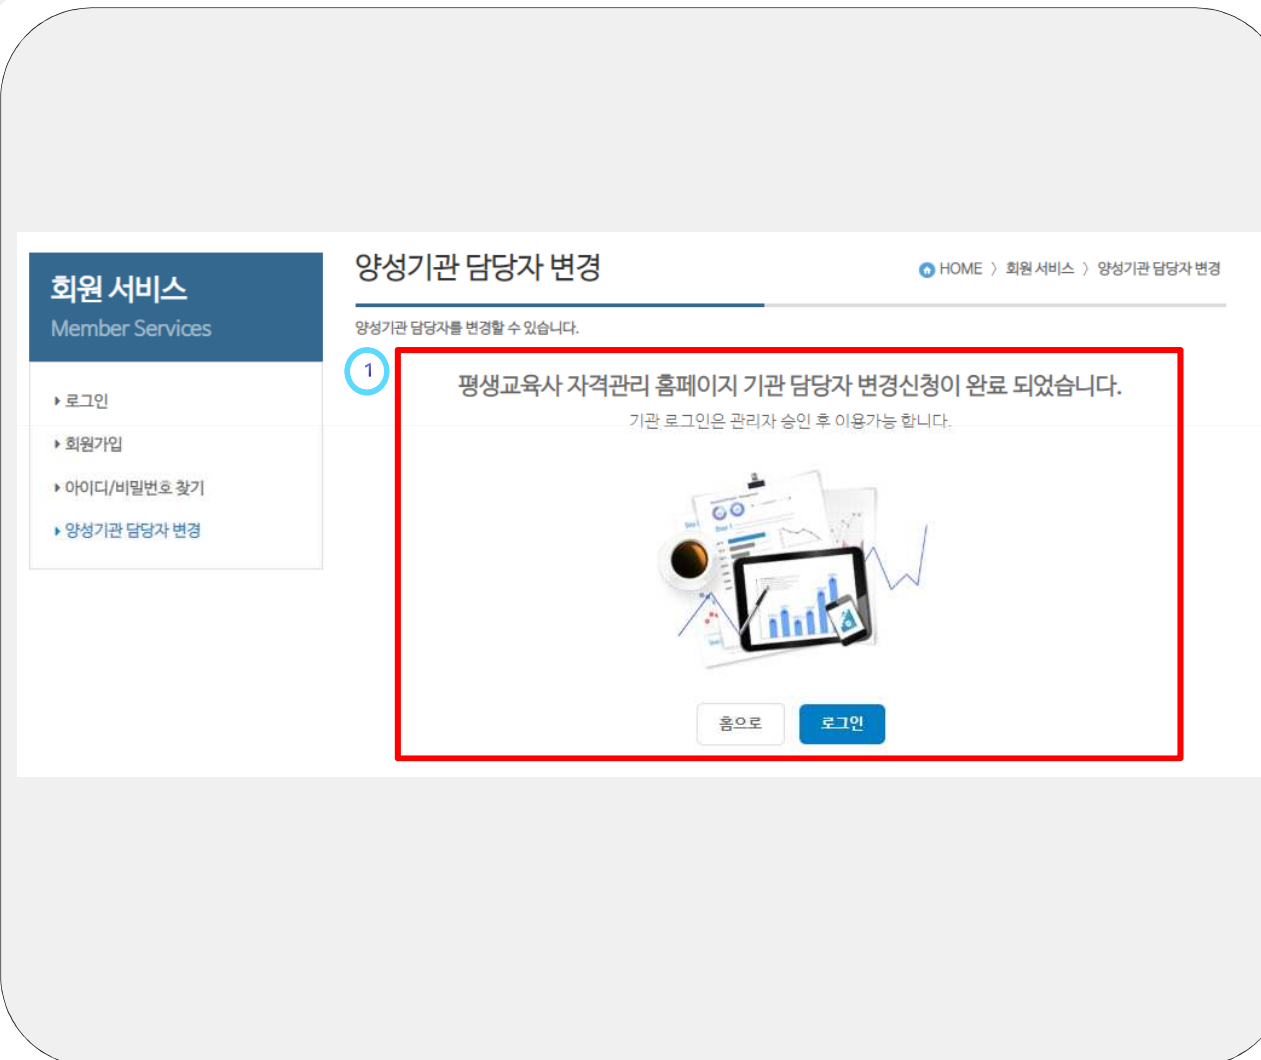 회원 서비스
Member Services
▸ 로그인
▸ 회원가입
▸ 아이디/비밀번호 찾기
▸ 양성기관 담당자 변경
양성기관 담당자 변경
HOME 〉 회원 서비스 〉 양성기관 담당자 변경
양성기관 담당자를 변경할 수 있습니다.
1
평생교육사 자격관리 홈페이지 기관 담당자 변경신청이 완료 되었습니다.
기관 로그인은 관리자 승인 후 이용가능 합니다.
홈으로
로그인